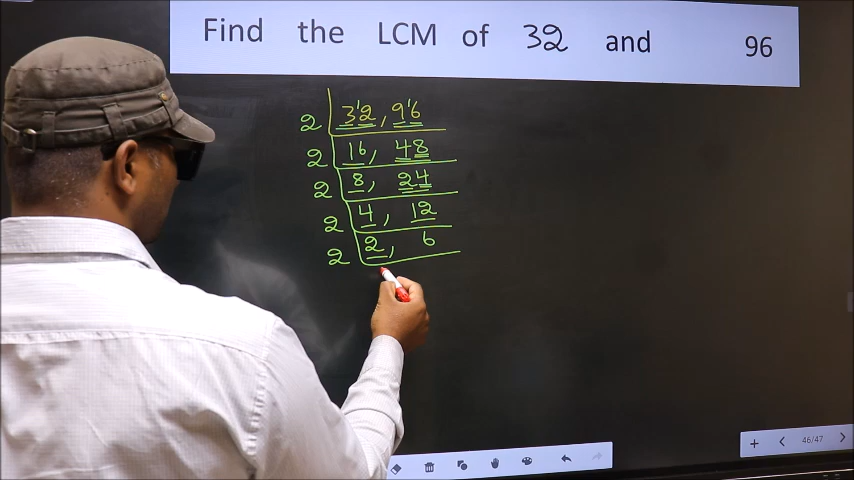 Find the LCM of 32 and 96
2 32, 96
2 16, 48
2 8, 24
2 4, 12
2 2, 6
46/47